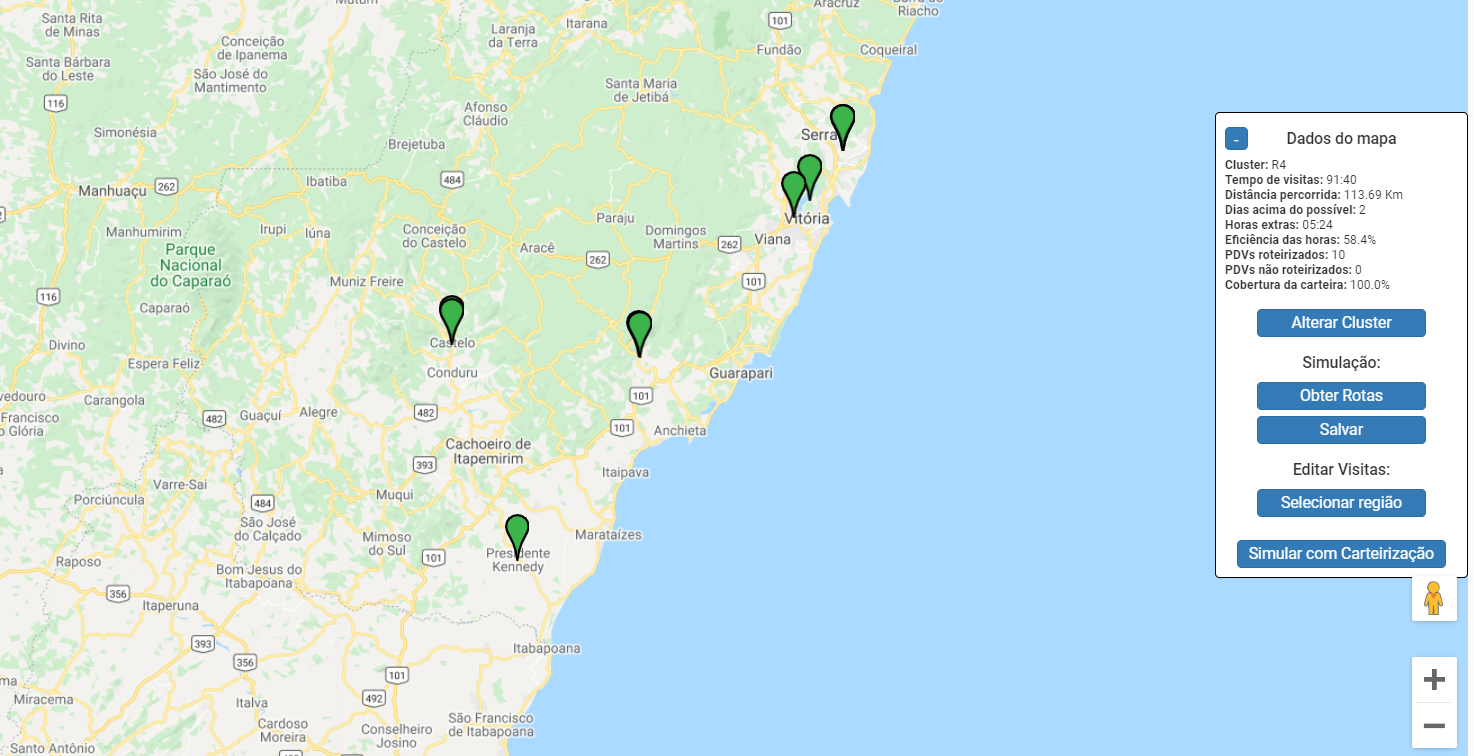 Santa Rita
de Minas
Mutum
Itarana
Laranja
da Terra
101
Aracruz
Riacho
Fundão
Coqueiral
Conceição
de Ipanema
Santa Bárbara
do Leste
São José do
Mantimento
116
Afonso
Cláudio
Santa Maria
de Jetibá
Simonésia
Brejetuba
Serra
Ibatiba
484
Manhuaçu
262
Manhumirim
Irupi
Iúna
Conceição
do Castelo
Paraju
Aracê
Domingos
Martins
262
262
Vitória
Viana
Parque
Nacional
do Caparaó
Muniz Freire
101
116
Caparaó
Divino
Espera Feliz
Castelo
Conduru
Guarapari
101
Carangola
vedouro
Francisco
o Glória
482
Guaçuí
Alegre
482
101
Anchieta
Cachoeiro de
Itapemirim
393
Itaipava
Varre-Sai
Muqui
Porciúncula
484
São José
do Calçado
Mimoso
do Sul
Marataízes
101
Presidente
Kennedy
Raposo
Bom Jesus do
Itabapoana
356
Itaperuna
393
356
Itabapoana
101
492
Miracema
Italva
Cardoso
Moreira
São Francisco
de Itabapoana
Conselheiro
Josino
Santo Antônio
-
Dados do mapa
Cluster: R4
Tempo de visitas: 91:40
Distância percorrida: 113.69 Km
Dias acima do possível: 2
Horas extras: 05:24
Eficiência das horas: 58.4%
PDVs roteirizados: 10
PDVs não roteirizados: 0
Cobertura da carteira: 100.0%
Alterar Cluster
Simulação:
Obter Rotas
Salvar
Editar Visitas:
Selecionar região
Simular com Carteirização